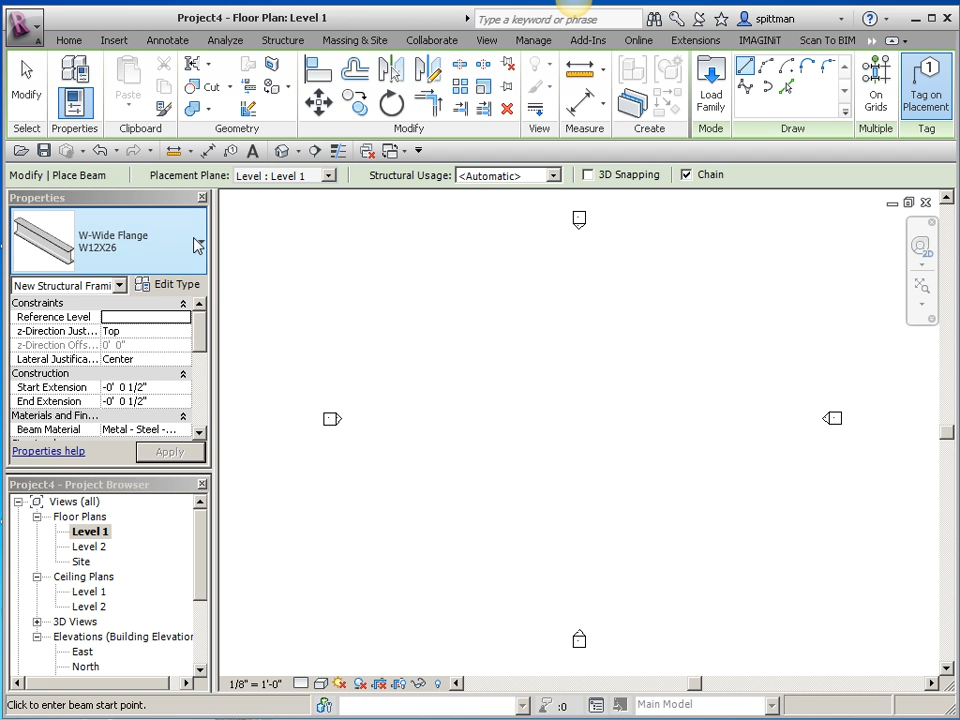 Project4 - Floor Plan: Level 1
Type a keyword or phrase
spittman
Home Insert Annotate Analyze Structure Massing & Site Collaborate View Manage Add-Ins Online Extensions IMAGINiT Scan To BIM
Modify
Paste
Cut
Load Family
On Grids
1
Tag on Placement
Select Properties Clipboard Geometry Modify View Measure Create Mode Draw Multiple Tag
Modify | Place Beam Placement Plane: Level : Level 1 Structural Usage: <Automatic> 3D Snapping Chain
Properties
W-Wide Flange
W12X26
New Structural Frami Edit Type
Constraints
Reference Level
z-Direction Just... Top
z-Direction Offs... 0' 0"
Lateral Justifica... Center
Construction
Start Extension -0' 0 1/2"
End Extension -0' 0 1/2"
Materials and Fin...
Beam Material Metal - Steel -...
Properties help Apply
Project4 - Project Browser
Views (all)
Floor Plans
Level 1
Level 2
Site
Ceiling Plans
Level 1
Level 2
3D Views
Elevations (Building Elevation
East
North
2D
1/8" = 1'-0"
Click to enter beam start point. :0 Main Model